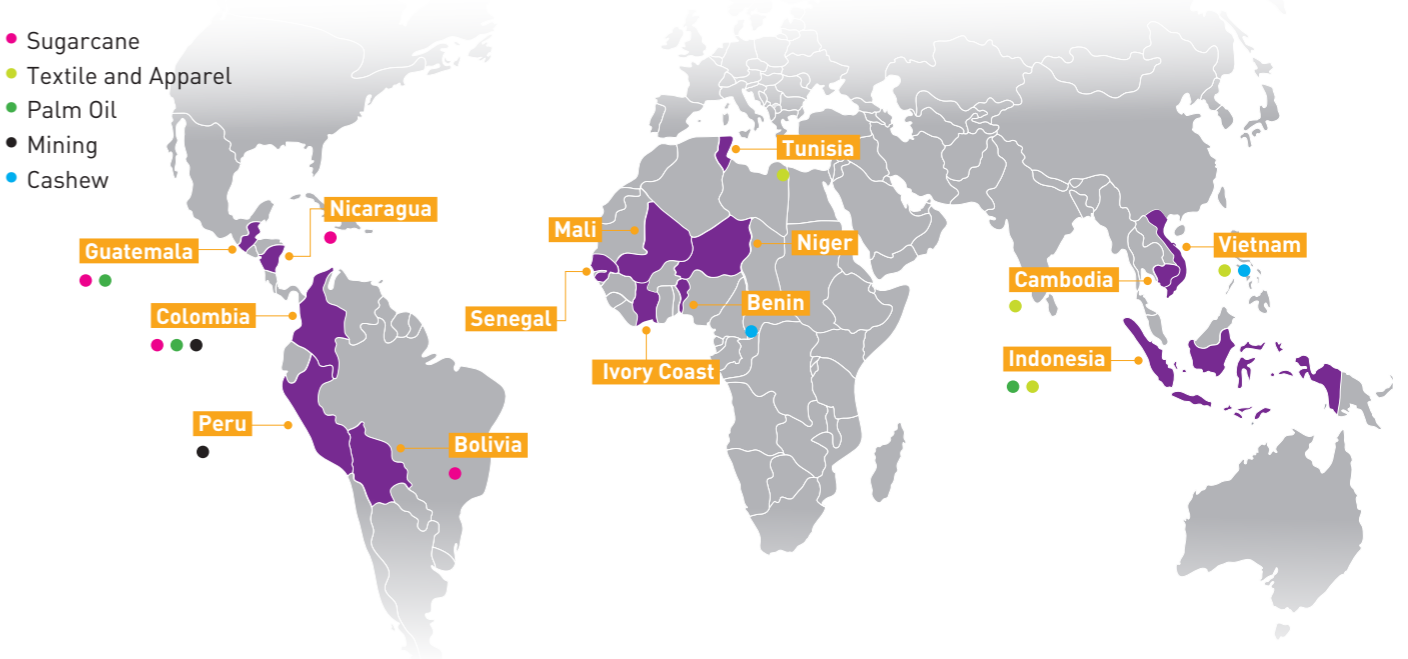 Sugarcane
Textile and Apparel
Palm Oil
Mining
Cashew
Nicaragua
Guatemala
Colombia
Peru
Bolivia
Tunisia
Mali
Niger
Senegal
Benin
Ivory Coast
Vietnam
Cambodia
Indonesia